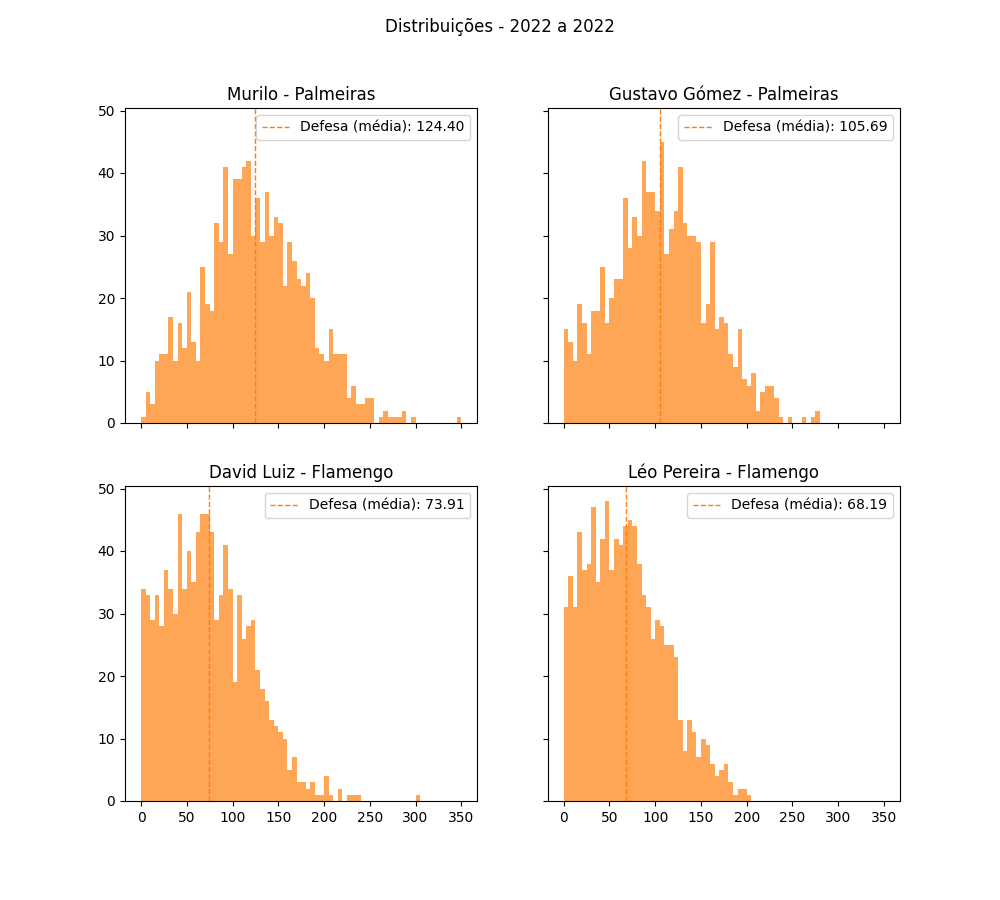 Distribuições - 2022 a 2022
Murilo - Palmeiras
Defesa (média): 124.40
50
40
30
20
10
0
Gustavo Gómez - Palmeiras
Defesa (média): 105.69
David Luiz - Flamengo
Defesa (média): 73.91
50
40
30
20
10
0
0 50 100 150 200 250 300 350
Léo Pereira - Flamengo
Defesa (média): 68.19
0 50 100 150 200 250 300 350